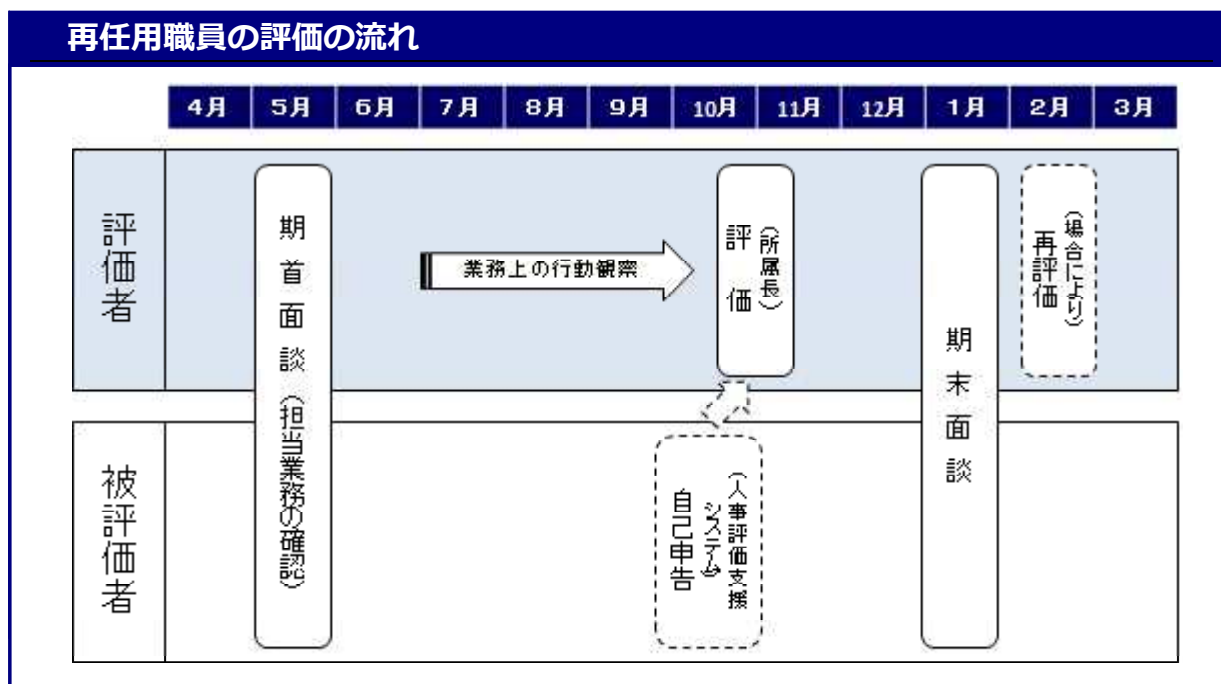 再任用職員の評価の流れ
4月 5月 6月 7月 8月 9月 10月 11月 12月 1月 2月 3月
評価者
期首面談（担当業務の確認）
業務上の行動観察
評価
（所属長）
期末面談
（場合により）
再評価
被評価者
（人事評価支援
システム）
自己申告